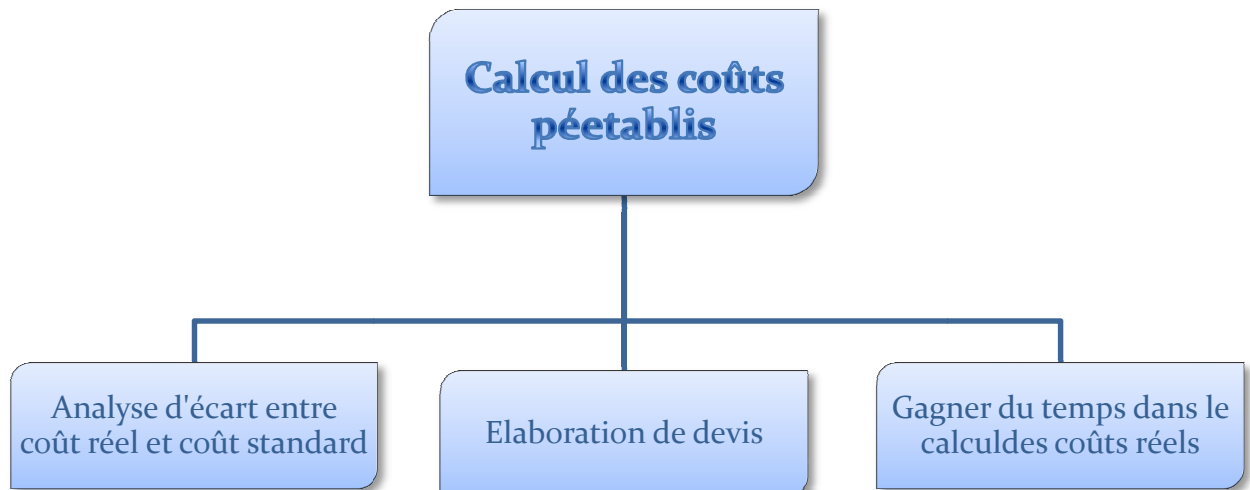 Calcul des coûts
péetablis
Analyse d'écart entre
coût réel et coût standard
Elaboration de devis
Gagner du temps dans le
calculdes coûts réels